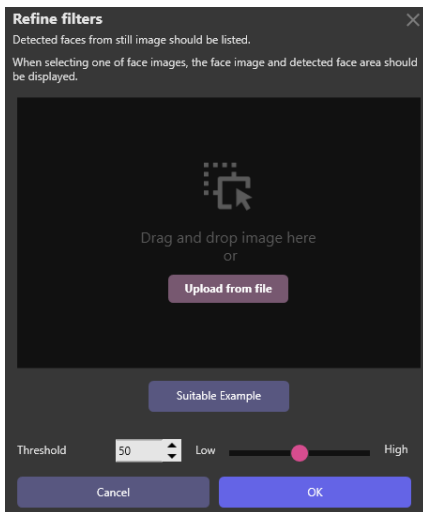 Refine filters
Detected faces from still image should be listed.
When selecting one of face images, the face image and detected face area should
be displayed.
Drag and drop image here
or
Upload from file
Suitable Example
Threshold 50 Low High
Cancel OK